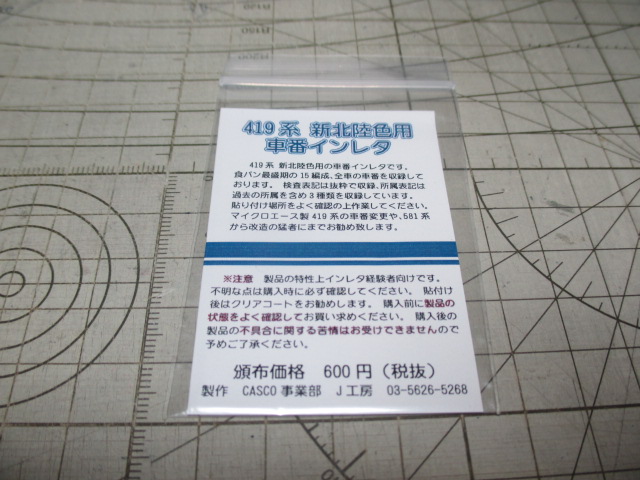 419系 新北陸色用
車番インレタ
419系 新北陸色用の車番インレタです。
食パン最盛期の15編成、全車の車番を収録して
おります。 検査表記は抜粋で収録、所属表記は
過去の所属を含め3種類を収録しています。
貼り付け場所をよく確認の上作業してください。
マイクロエース製419系の車番変更や、581系
から改造の猛者にまでお勧め致します。
※注意 製品の特性上インレタ経験者向けです。
不明な点は購入時に必ず確認してください。 貼付け
後はクリアコートをお勧めします。 購入前に製品の
状態をよく確認してお買い求めください。 購入後の
製品の不具合に関する苦情はお受けできませんので
予めご了承ください。
頒布価格 600円（税抜）
製作 CASCO事業部 J工房 03-5626-5268